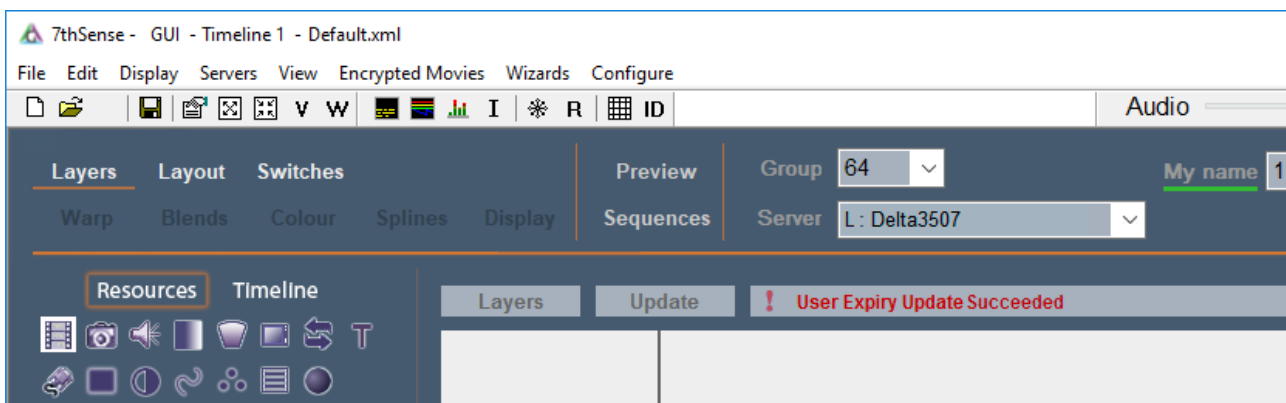 7thSense - GUI - Timeline 1 - Default.xml
File Edit Display Servers View Encrypted Movies Wizards Configure
V W I R ID Audio
Layers Layout Switches Preview Group 64 My name 1
Warp Blends Colour Splines Display Sequences Server L : Delta3507
Resources Timeline
Layers Update ! User Expiry Update Succeeded
T